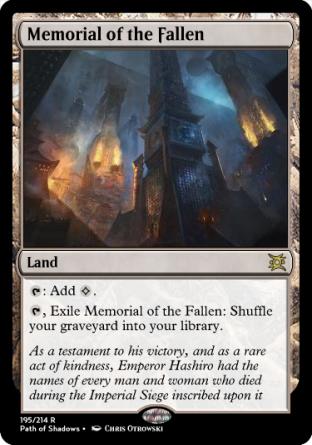 Memorial of the Fallen
Land
: Add .
, Exile Memorial of the Fallen: Shuffle
your graveyard into your library.
As a testament to his victory, and as a rare
act of kindness, Emperor Hashiro had the
names of every man and woman who died
during the Imperial Siege inscribed upon it
195/214 R
Path of Shadows • Chris Otrowski